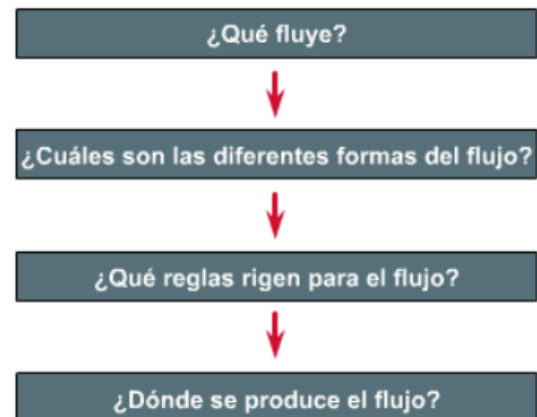 ¿Qué fluye?
¿Cuáles son las diferentes formas del flujo?
¿Qué reglas rigen para el flujo?
¿Dónde se produce el flujo?